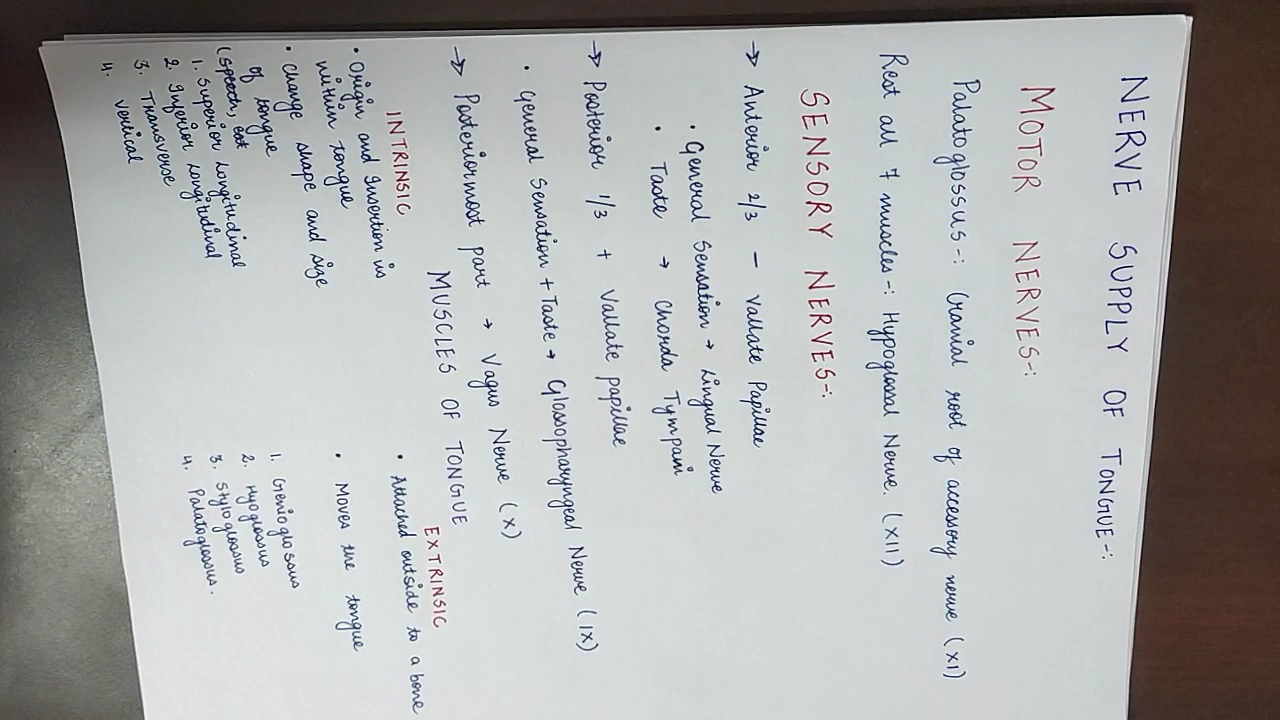 NERVE SUPPLY OF TONGUE-:
MOTOR NERVES-:
Palatoglossus-: Cranial root of accessory nerve (XI)
Rest all 7 muscles-: Hypoglossal Nerve. (XII)
SENSORY NERVES-:
→ Anterior 2/3 - Vallate Papillae
• General Sensation → Lingual Nerve
• Taste → Chorda Tympani
→ Posterior 1/3 + Vallate papillae
• General Sensation + Taste → Glossopharyngeal Nerve (IX)
→ Posteriormost part → Vagus Nerve (X)
MUSCLES OF TONGUE
INTRINSIC
• Origin and Insertion is
within tongue
• change shape and size
of tongue
(speech, eat
1. Superior longitudinal
2. Inferior longitudinal
3. Transverse
4. vertical
EXTRINSIC
• Attached outside to a bone
• Moves the tongue
1. Genioglossus
2. Hyoglossus
3. Styloglossus
4. Palatoglossus.